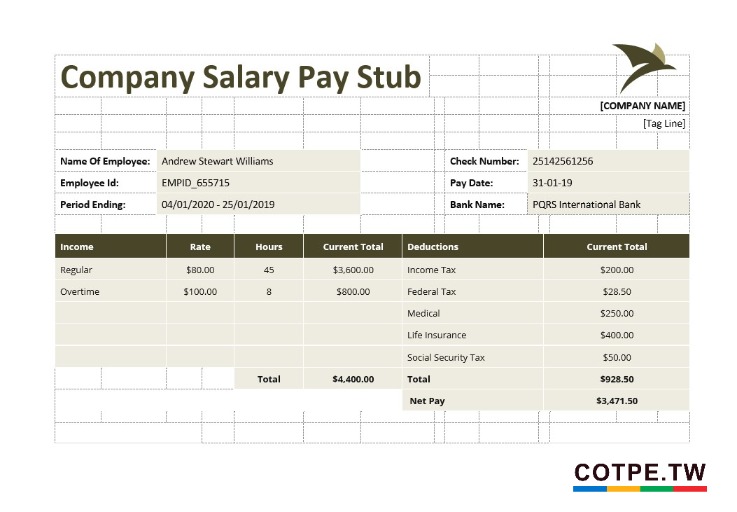 Company Salary Pay Stub
[COMPANY NAME]
[Tag Line]
Name Of Employee: Andrew Stewart Williams Check Number: 25142561256
Employee Id: EMPID_655715 Pay Date: 31-01-19
Period Ending: 04/01/2020 - 25/01/2019 Bank Name: PQRS International Bank
Income Rate Hours Current Total Deductions Current Total
Regular $80.00 45 $3,600.00 Income Tax $200.00
Overtime $100.00 8 $800.00 Federal Tax $28.50
Medical $250.00
Life Insurance $400.00
Social Security Tax $50.00
Total $4,400.00 Total $928.50
Net Pay $3,471.50
COTPE.TW